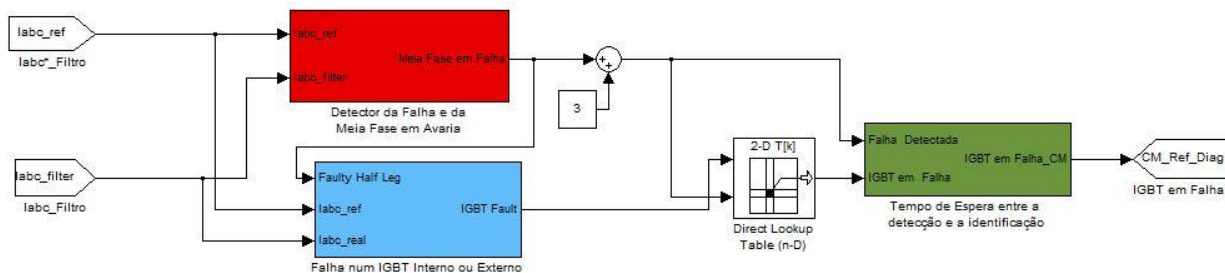 Iabc_ref
Iabc*_Filtro
Iabc_ref
Meia Fase em Falha
Iabc_filter
Detector da Falha e da
Meia Fase em Avaria
3
Iabc_filter
Iabc_Filtro
Faulty Half Leg
Iabc_ref
IGBT Fault
Iabc_real
Falha num IGBT Interno ou Externo
2-D T[k]
Direct Lookup
Table (n-D)
Falha Detectada
IGBT em Falha_CM
IGBT em Falha
Tempo de Espera entre a
detecção e a identificação
CM_Ref_Diag
IGBT em Falha